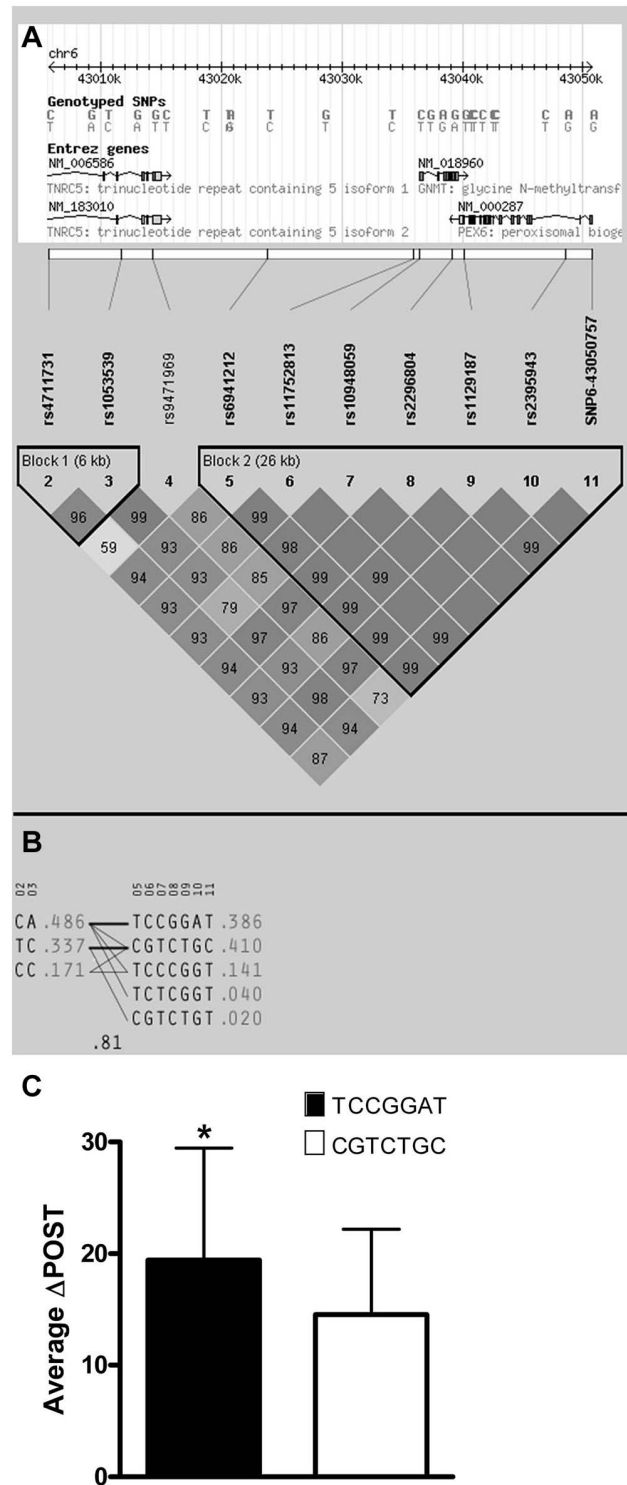 A
chr6
43010k 43020k 43030k 43040k 43050k
Genotyped SNPs
Entrez genes
NM_006586 NM_018960
TNRC5: trinucleotide repeat containing 5 isoform 1 GNMT: glycine N-methyltransf
NM_183010 NM_000287
TNRC5: trinucleotide repeat containing 5 isoform 2 PEX6: peroxisomal bioge
rs4711731 rs1053539 rs9471969 rs6941212 rs11752813 rs10948059 rs2296804 rs1129187 rs2395943 SNP6-43050757
Block 1 (6 kb) Block 2 (26 kb)
2 3 4 5 6 7 8 9 10 11
96 99 86 99
59 93 86 98 99
94 93 85 99 99
93 79 97 99
93 97 86 99 99
94 93 97 99
93 98 73
94 94
87
B
02 03 05 06 07 08 09 10 11
CA .486 TCCGGAT .386
TC .337 CGTCTGC .410
CC .171 TCCCGGT .141
TCTCGGT .040
CGTCTGT .020
.81
C
TCCGGAT
CGTCTGC
*
30
20
10
0
Average ΔPOST